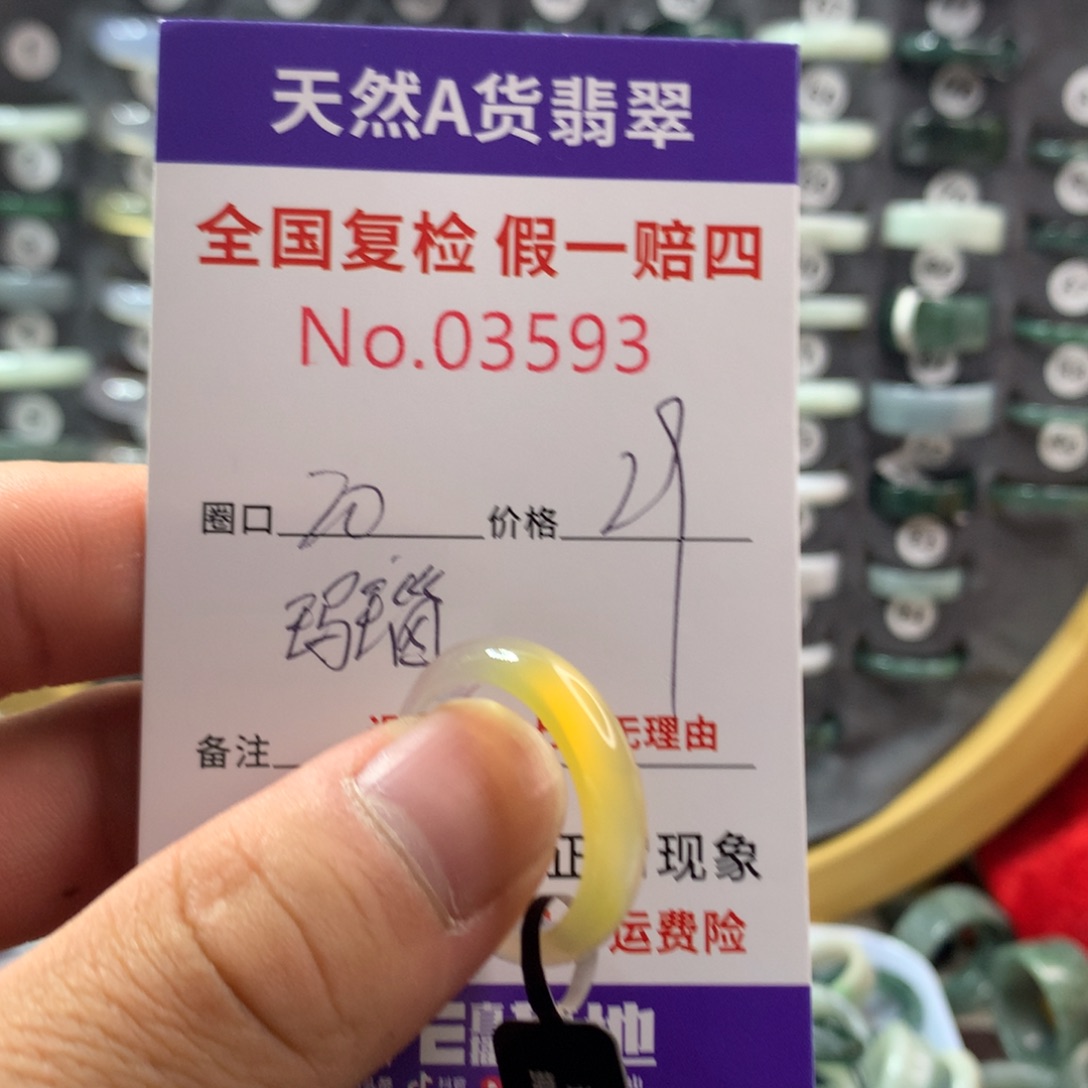 天然A货翡翠
全国复检 假一赔四
No.03593
圈口 20 价格 29
玛瑙
无理由
备注
现象
运费险